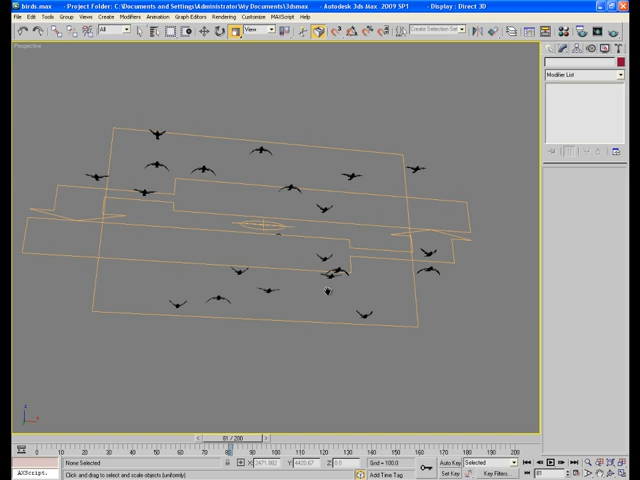 birds.max - Project Folder: C:\Documents and Settings\Administrator\My Documents\3dsmax - Autodesk 3ds Max 2009 SP1 - Display : Direct 3D
File Edit Tools Group Views Create Modifiers Animation Graph Editors Rendering Customize MAXScript Help
All View Create Selection Set
Perspective
Modifier List
81 / 200
0 10 20 30 40 50 60 70 80 90 100 110 120 130 140 150 160 170 180 190 200
None Selected X: Y: Z: 0.0 Grid = 100.0 Auto Key Selected
AXScript. Click and drag to select and scale objects (uniformly) Add Time Tag Set Key Key Filters... 81